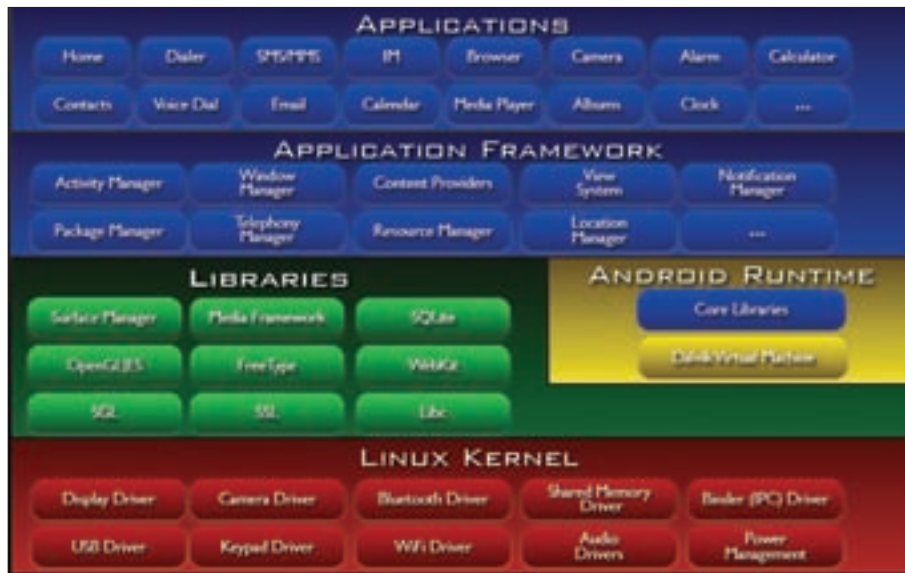 APPLICATIONS
Home Dialer SMS/MMS IM Browser Camera Alarm Calculator
Contacts Voice Dial Email Calendar Media Player Albums Clock ...
APPLICATION FRAMEWORK
Activity Manager Window Manager Content Providers View System Notification Manager
Package Manager Telephony Manager Resource Manager Location Manager ...
LIBRARIES
Surface Manager Media Framework SQLite
OpenGL|ES FreeType WebKit
SGL SSL Libc
ANDROID RUNTIME
Core Libraries
Dalvik Virtual Machine
LINUX KERNEL
Display Driver Camera Driver Bluetooth Driver Shared Memory Driver Binder (IPC) Driver
USB Driver Keypad Driver WiFi Driver Audio Drivers Power Management